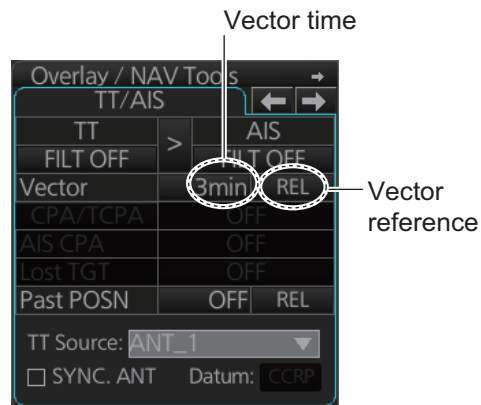 Vector time
Overlay / NAV Tools
TT/AIS
TT > AIS
FILT OFF FILT OFF
Vector 3min REL
Vector
reference
CPA/TCPA OFF
AIS CPA OFF
Lost TGT OFF
Past POSN OFF REL
TT Source: ANT_1
SYNC. ANT Datum: CCRP